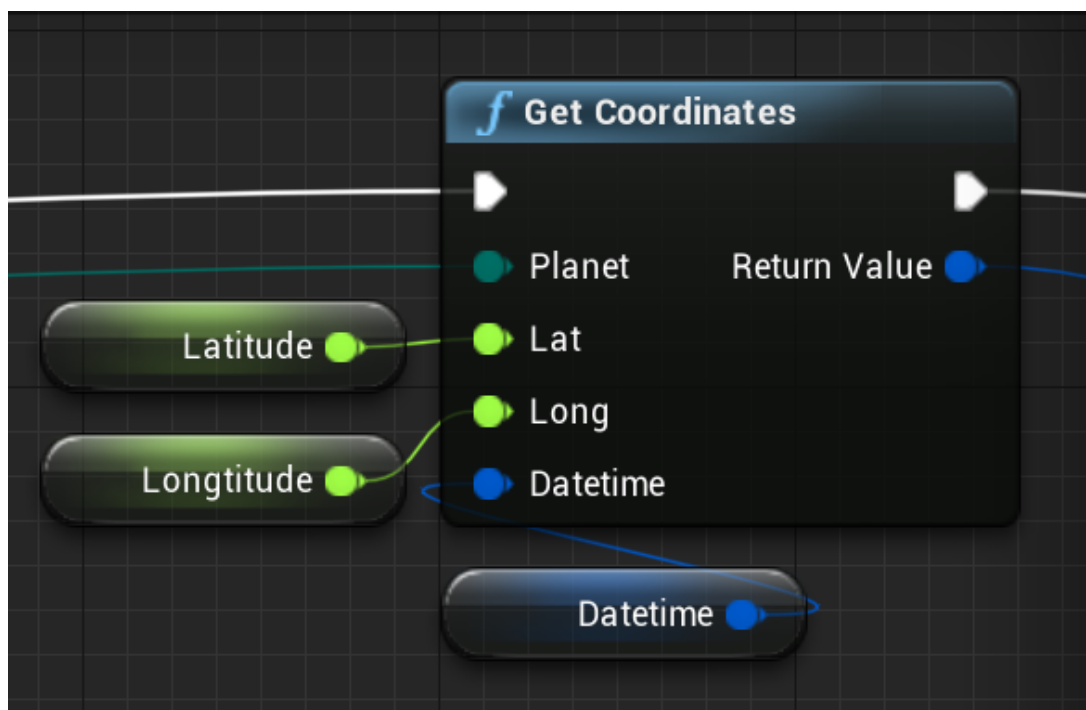 f Get Coordinates
Planet Return Value
Latitude Lat
Long
Longtitude
Datetime
Datetime